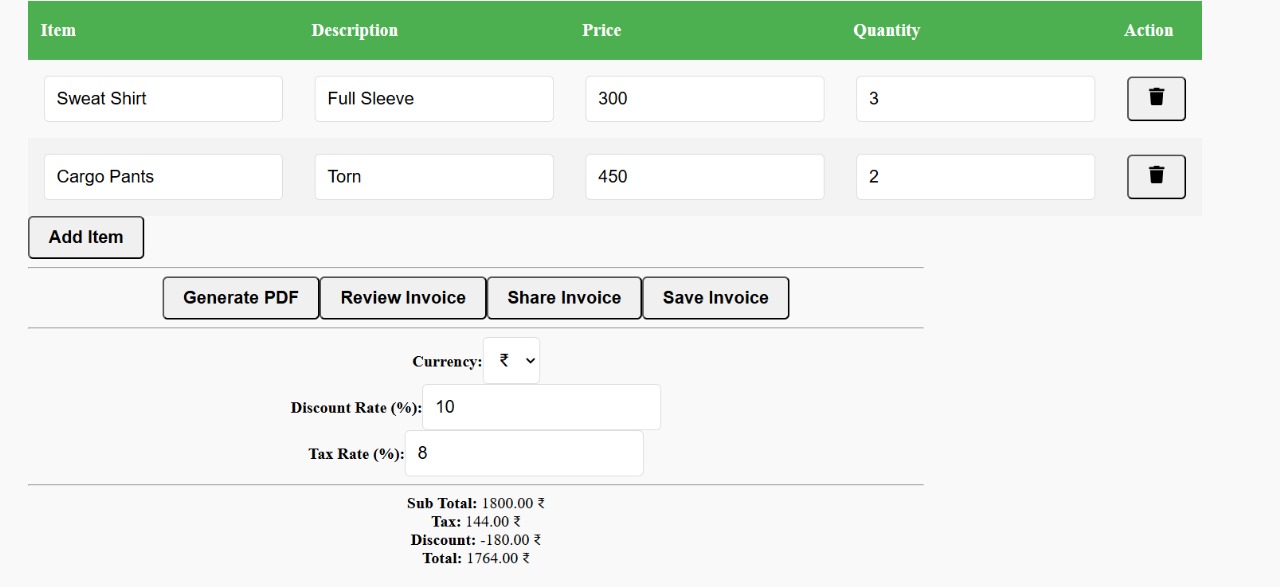 Item Description Price Quantity Action
Sweat Shirt Full Sleeve 300 3
Cargo Pants Torn 450 2
Add Item
Generate PDF Review Invoice Share Invoice Save Invoice
Currency: ₹
Discount Rate (%): 10
Tax Rate (%): 8
Sub Total: 1800.00 ₹
Tax: 144.00 ₹
Discount: -180.00 ₹
Total: 1764.00 ₹